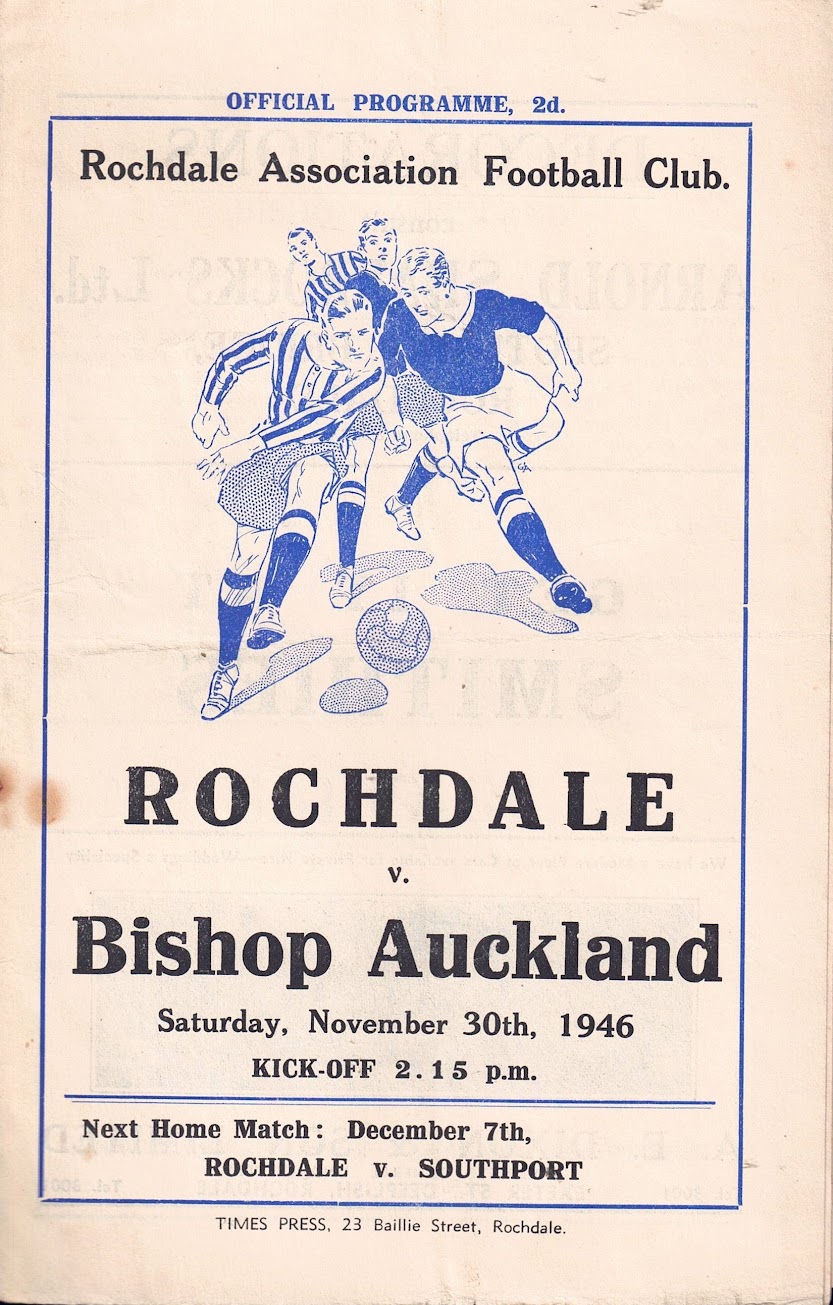 OFFICIAL PROGRAMME, 2d.
Rochdale Association Football Club.
ROCHDALE
v.
Bishop Auckland
Saturday, November 30th, 1946
KICK-OFF 2.15 p.m.
Next Home Match: December 7th,
ROCHDALE v. SOUTHPORT
TIMES PRESS, 23 Baillie Street, Rochdale.